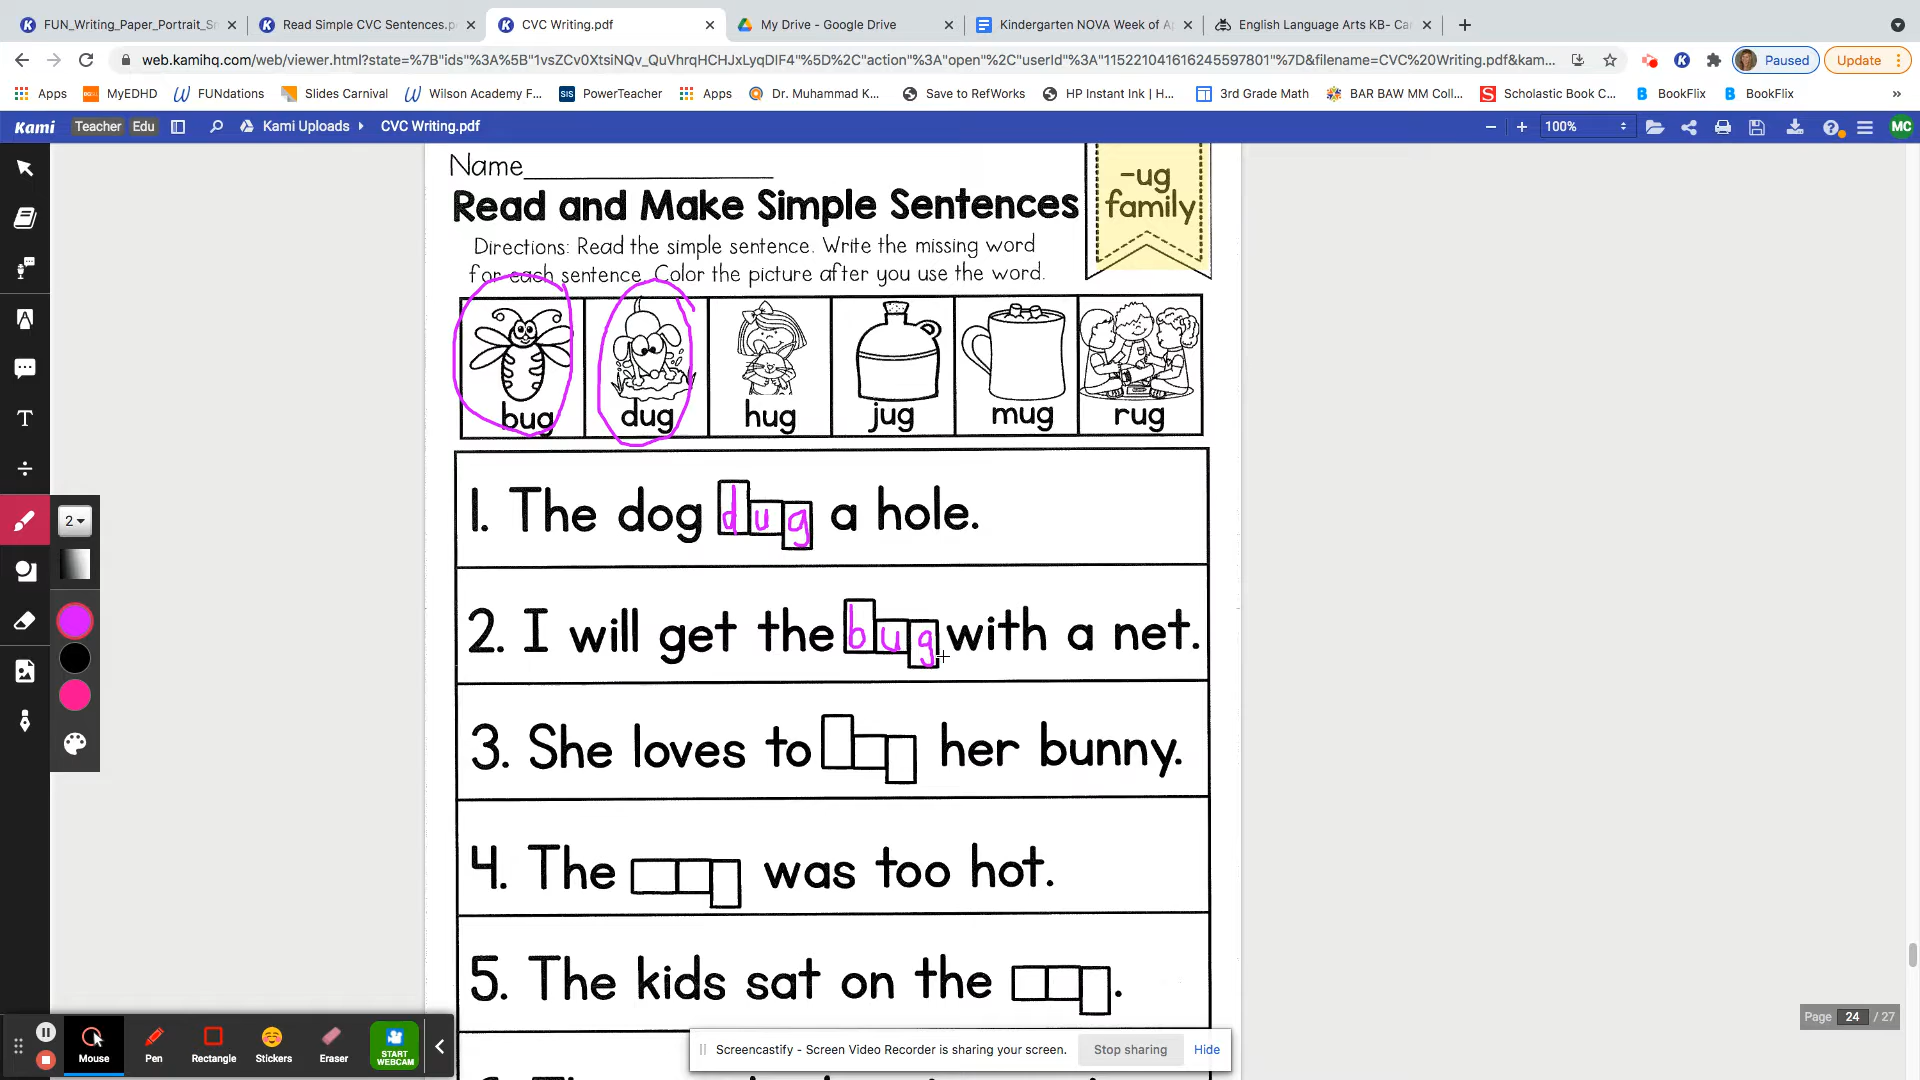 FUN_Writing_Paper_Portrait_Sr
Read Simple CVC Sentences.p
CVC Writing.pdf
My Drive - Google Drive
Kindergarten NOVA Week of A
English Language Arts KB- Ca
web.kamihq.com/web/viewer.html?state=%7B"ids"%3A%5B"1vsZCv0XtsiNQv_QuVhrqHCHJxLyqDIF4"%5D%2C"action"%3A"open"%2C"userId"%3A"115221041616245597801"%7D&filename=CVC%20Writing.pdf&kam...
Paused
Update
Apps
MyEDHD
FUNdations
Slides Carnival
Wilson Academy F...
PowerTeacher
Apps
Dr. Muhammad K...
Save to RefWorks
HP Instant Ink | H...
3rd Grade Math
BAR BAW MM Coll...
Scholastic Book C...
BookFlix
BookFlix
»
Kami Teacher Edu Kami Uploads CVC Writing.pdf 100% MC
Name
-ug
family
Read and Make Simple Sentences
Directions: Read the simple sentence. Write the missing word
for each sentence. Color the picture after you use the word.
bug dug hug jug mug rug
1. The dog dug a hole.
2. I will get the bug with a net.
3. She loves to her bunny.
4. The was too hot.
5. The kids sat on the .
2
Page 24 / 27
Mouse
Pen
Rectangle
Stickers
Eraser
START
WEBCAM
Screencastify - Screen Video Recorder is sharing your screen. Stop sharing Hide